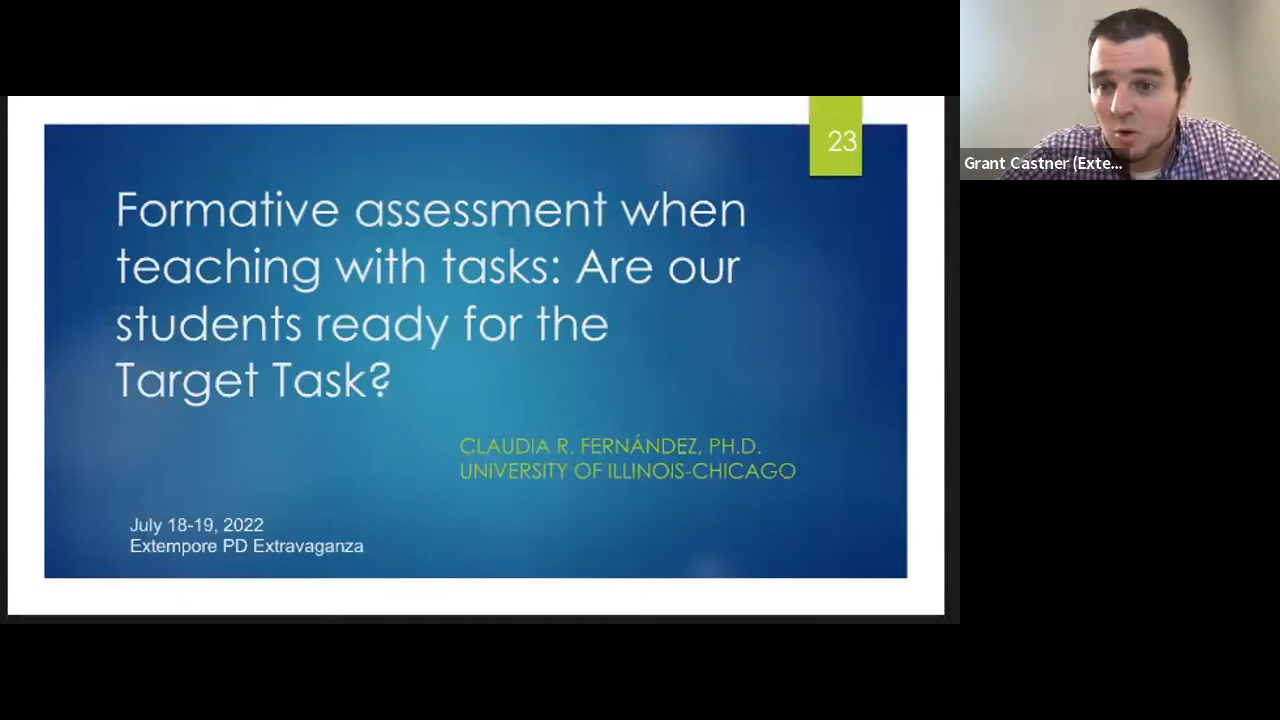 23
Formative assessment when
teaching with tasks: Are our
students ready for the
Target Task?
CLAUDIA R. FERNÁNDEZ, PH.D.
UNIVERSITY OF ILLINOIS-CHICAGO
July 18-19, 2022
Extempore PD Extravaganza
Grant Castner (Exte...